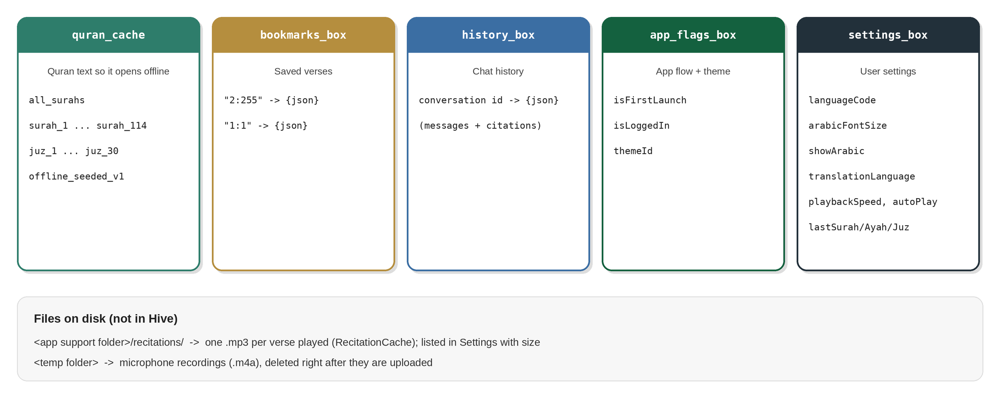 quran_cache
Quran text so it opens offline
all_surahs
surah_1 ... surah_114
juz_1 ... juz_30
offline_seeded_v1
bookmarks_box
Saved verses
"2:255" -> {json}
"1:1" -> {json}
history_box
Chat history
conversation id -> {json}
(messages + citations)
app_flags_box
App flow + theme
isFirstLaunch
isLoggedIn
themeId
settings_box
User settings
languageCode
arabicFontSize
showArabic
translationLanguage
playbackSpeed, autoPlay
lastSurah/Ayah/Juz
Files on disk (not in Hive)
<app support folder>/recitations/ -> one .mp3 per verse played (RecitationCache); listed in Settings with size
<temp folder> -> microphone recordings (.m4a), deleted right after they are uploaded